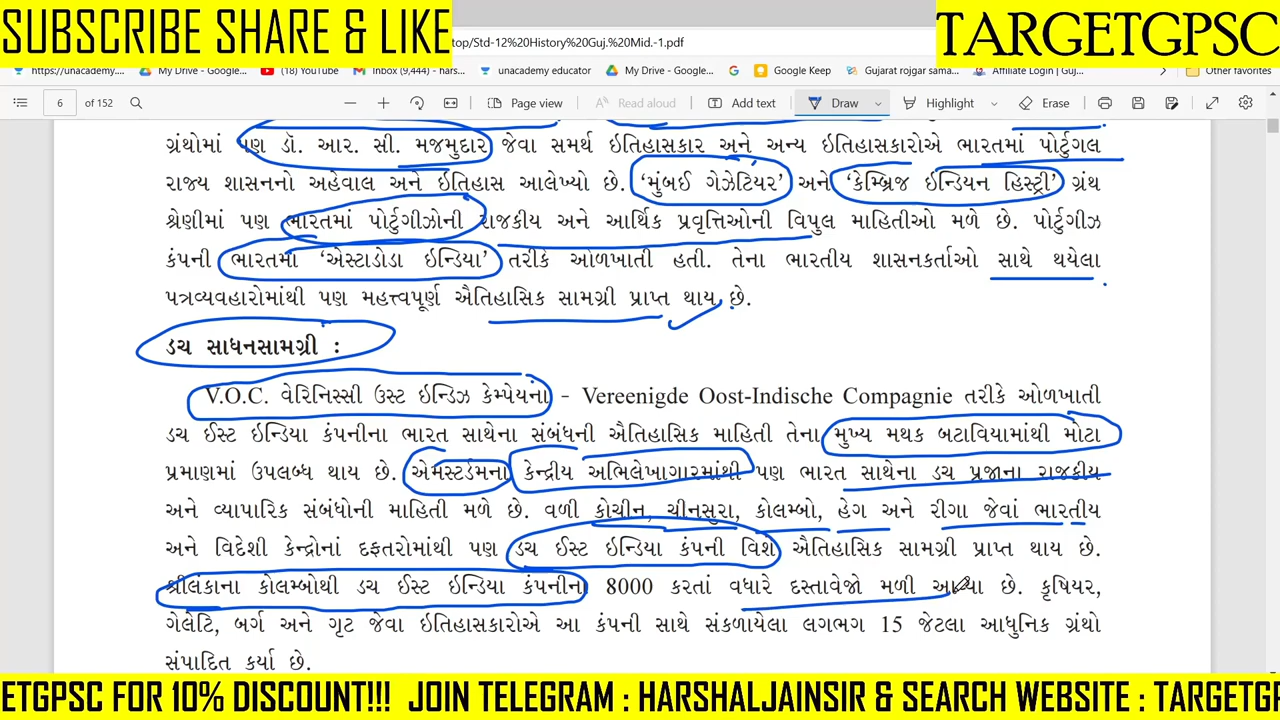 SUBSCRIBE SHARE & LIKE
TARGETGPSC
top/Std-12%20History%20Guj.%20Mid.-1.pdf
https://unacademy... My Drive - Google... (18) YouTube Inbox (9,444) - hars... unacademy educator My Drive - Google... Google Keep Gujarat rojgar sama... Affiliate Login | Guj... Other favorites
6 of 152 Page view Read aloud Add text Draw Highlight Erase
ગ્રંથોમાં પણ ડૉ. આર. સી. મજમુદાર જેવા સમર્થ ઇતિહાસકાર અને અન્ય ઇતિહાસકારોએ ભારતમાં પોર્ટુગલ
રાજ્ય શાસનનો અહેવાલ અને ઇતિહાસ આલેખ્યો છે. ‘મુંબઈ ગેઝેટિયર’ અને ‘કેમ્બ્રિજ ઇન્ડિયન હિસ્ટ્રી’ ગ્રંથ
શ્રેણીમાં પણ ભારતમાં પોર્ટુગીઝોની રાજકીય અને આર્થિક પ્રવૃત્તિઓની વિપુલ માહિતીઓ મળે છે. પોર્ટુગીઝ
કંપની ભારતમાં ‘એસ્ટાડોડા ઇન્ડિયા’ તરીકે ઓળખાતી હતી. તેના ભારતીય શાસનકર્તાઓ સાથે થયેલા
પત્રવ્યવહારોમાંથી પણ મહત્ત્વપૂર્ણ ઐતિહાસિક સામગ્રી પ્રાપ્ત થાય છે.
ડચ સાધનસામગ્રી :
V.O.C. વેરિનિસ્સી ઉસ્ટ ઇન્ડિઝ કેમ્પેયના - Vereenigde Oost-Indische Compagnie તરીકે ઓળખાતી
ડચ ઈસ્ટ ઇન્ડિયા કંપનીના ભારત સાથેના સંબંધની ઐતિહાસિક માહિતી તેના મુખ્ય મથક બટાવિયામાંથી મોટા
પ્રમાણમાં ઉપલબ્ધ થાય છે. એમસ્ટર્ડમના કેન્દ્રીય અભિલેખાગારમાંથી પણ ભારત સાથેના ડચ પ્રજાના રાજકીય
અને વ્યાપારિક સંબંધોની માહિતી મળે છે. વળી કોચીન, ચીનસુરા, કોલમ્બો, હેગ અને રીગા જેવાં ભારતીય
અને વિદેશી કેન્દ્રોનાં દફતરોમાંથી પણ ડચ ઈસ્ટ ઇન્ડિયા કંપની વિશે ઐતિહાસિક સામગ્રી પ્રાપ્ત થાય છે.
શ્રીલંકાના કોલમ્બોથી ડચ ઈસ્ટ ઇન્ડિયા કંપનીના 8000 કરતાં વધારે દસ્તાવેજો મળી આવ્યા છે. કૃષિયર,
ગેલેટિ, બર્ગ અને ગૃટ જેવા ઇતિહાસકારોએ આ કંપની સાથે સંકળાયેલા લગભગ 15 જેટલા આધુનિક ગ્રંથો
સંપાદિત કર્યા છે.
ETGPSC FOR 10% DISCOUNT!!! JOIN TELEGRAM : HARSHALJAINSIR & SEARCH WEBSITE : TARGETG